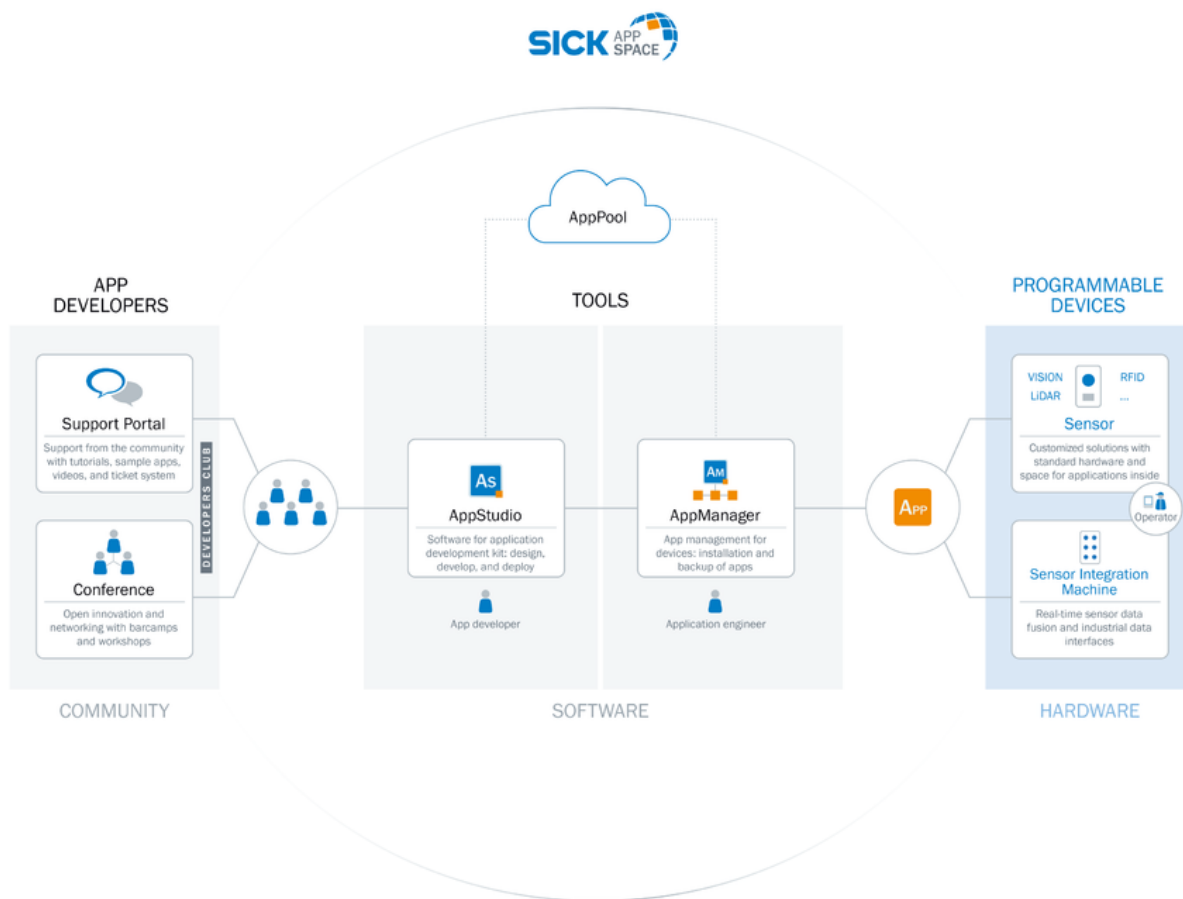 SICK APP
SPACE
AppPool
APP
DEVELOPERS
TOOLS
PROGRAMMABLE
DEVICES
Support Portal
Support from the community
with tutorials, sample apps,
videos, and ticket system
Conference
Open innovation and
networking with barcamps
and workshops
DEVELOPERS CLUB
AS
AppStudio
Software for application
development kit: design,
develop, and deploy
App developer
AM
AppManager
App management for
devices: installation and
backup of apps
Application engineer
APP
VISION
RFID
LiDAR
...
Sensor
Customized solutions with
standard hardware and
space for applications inside
Operator
Sensor Integration
Machine
Real-time sensor data
fusion and industrial data
interfaces
COMMUNITY
SOFTWARE
HARDWARE